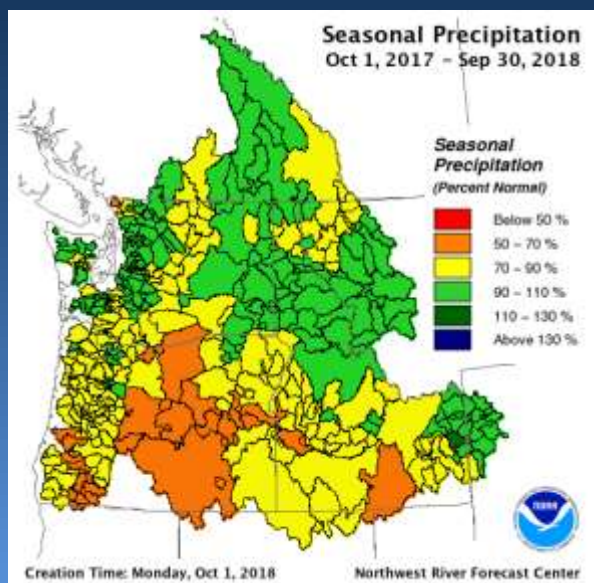 Seasonal Precipitation
Oct 1, 2017 – Sep 30, 2018
Seasonal
Precipitation
(Percent Normal)
Below 50 %
50 – 70 %
70 – 90 %
90 – 110 %
110 – 130 %
Above 130 %
NOAA
Creation Time: Monday, Oct 1, 2018
Northwest River Forecast Center